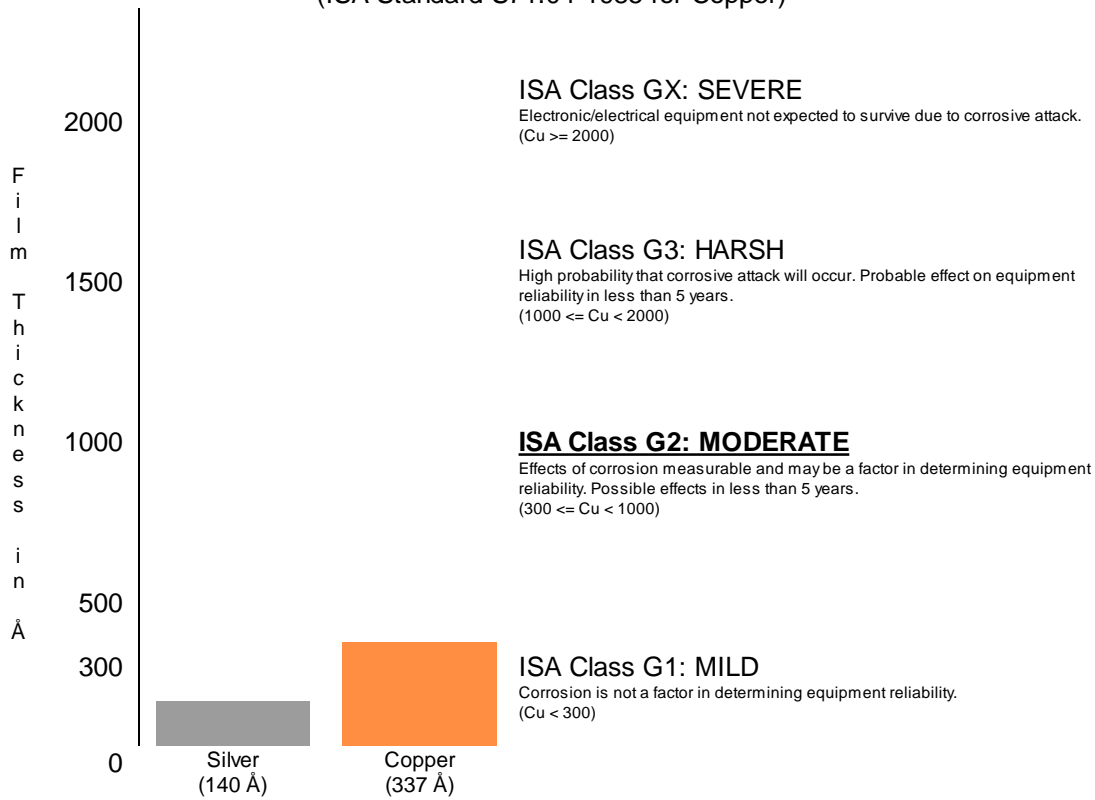 2000
1500
1000
500
300
0
Film Thickness in Å
ISA Class GX: SEVERE
Electronic/electrical equipment not expected to survive due to corrosive attack.
(Cu >= 2000)
ISA Class G3: HARSH
High probability that corrosive attack will occur. Probable effect on equipment
reliability in less than 5 years.
(1000 <= Cu < 2000)
ISA Class G2: MODERATE
Effects of corrosion measurable and may be a factor in determining equipment
reliability. Possible effects in less than 5 years.
(300 <= Cu < 1000)
ISA Class G1: MILD
Corrosion is not a factor in determining equipment reliability.
(Cu < 300)
Silver
(140 Å)
Copper
(337 Å)